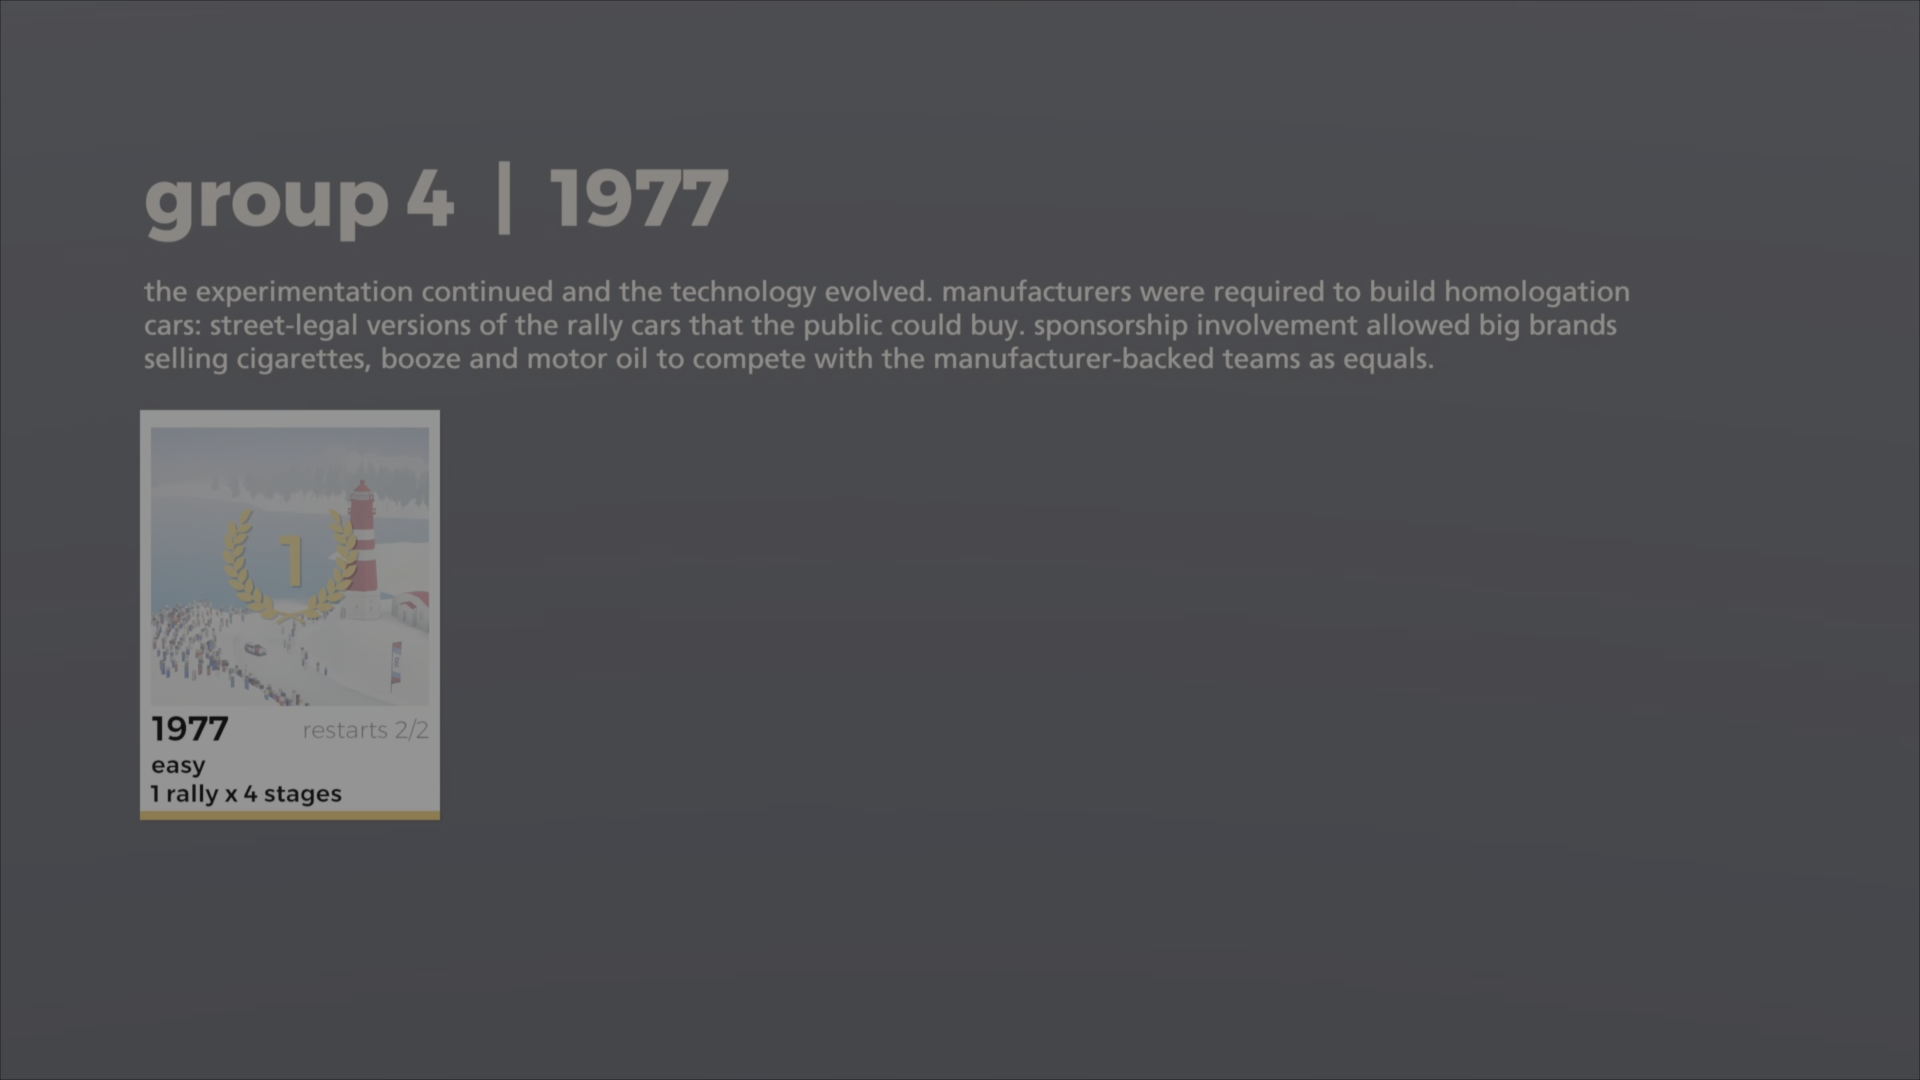 group 4 | 1977
the experimentation continued and the technology evolved. manufacturers were required to build homologation
cars: street-legal versions of the rally cars that the public could buy. sponsorship involvement allowed big brands
selling cigarettes, booze and motor oil to compete with the manufacturer-backed teams as equals.
1
1977 restarts 2/2
easy
1 rally x 4 stages